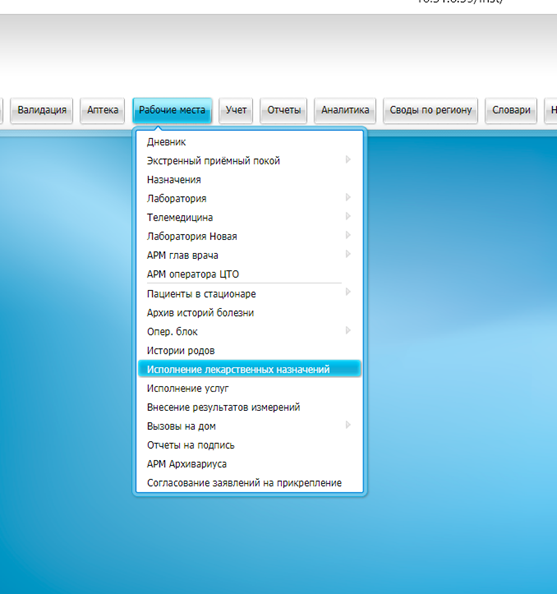 Валидация Аптека Рабочие места Учет Отчеты Аналитика Своды по региону Словари
Дневник
Экстренный приёмный покой
Назначения
Лаборатория
Телемедицина
Лаборатория Новая
АРМ глав врача
АРМ оператора ЦТО
Пациенты в стационаре
Архив историй болезни
Опер. блок
Истории родов
Исполнение лекарственных назначений
Исполнение услуг
Внесение результатов измерений
Вызовы на дом
Отчеты на подпись
АРМ Архивариуса
Согласование заявлений на прикрепление